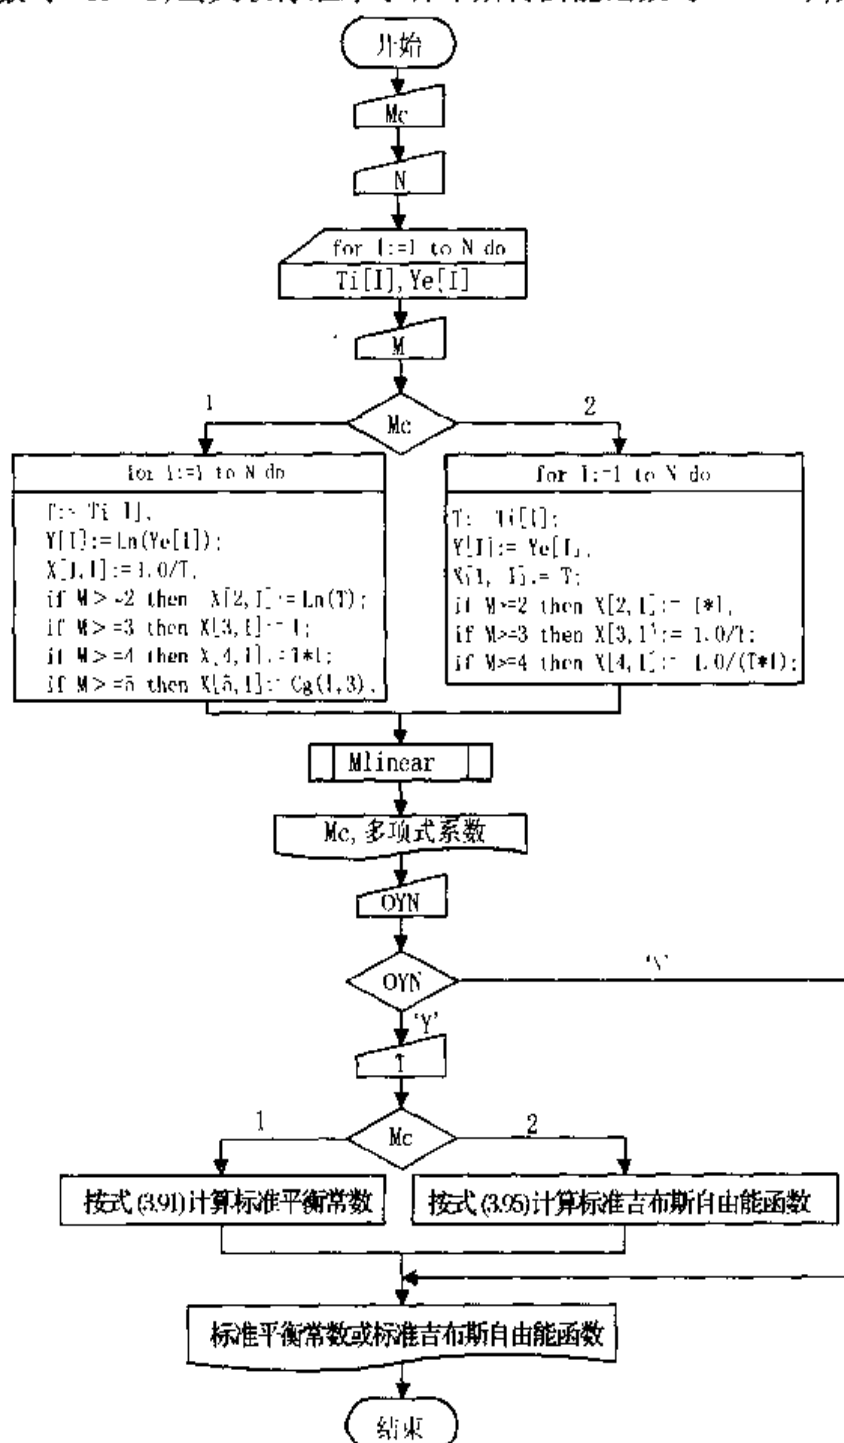 开始
Mc
N
for I:=1 to N do
Ti[I],Ye[I]
M
Mc
1
2
for i:=1 to N do
T:= Ti[I],
Y[I]:=Ln(Ye[I]);
X[1,I]:=1.0/T,
if M>=2 then X[2,I]:=Ln(T);
if M>=3 then X[3,I]:=T;
if M>=4 then X[4,I]:=T*T;
if M>=5 then X[5,I]:= Cg(T,3).
for I:=1 to N do
T:= Ti[I];
Y[I]:= Ye[I],
X[1, I]:= T;
if M>=2 then X[2,I]:= T*T,
if M>=3 then X[3,I]:= 1.0/T;
if M>=4 then X[4,I]:= 1.0/(T*T);
Mlinear
Mc,多项式系数
OYN
OYN
'N'
'Y'
T
Mc
1
2
按式(3.91)计算标准平衡常数
按式(3.95)计算标准吉布斯自由能函数
标准平衡常数或标准吉布斯自由能函数
结束